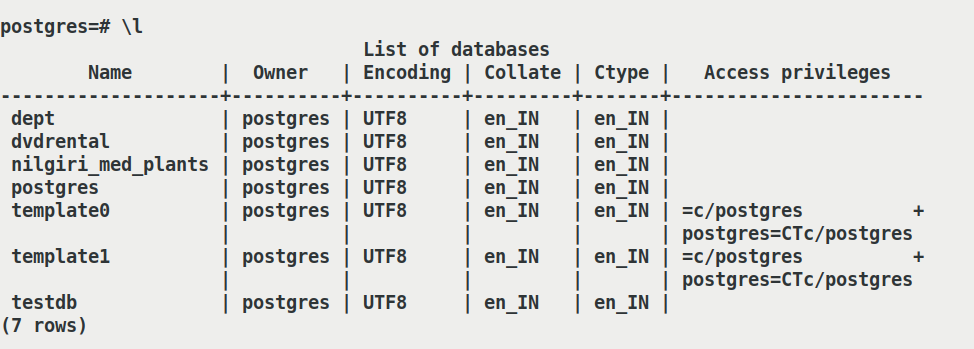 postgres=# \l
                                 List of databases
        Name        |  Owner   | Encoding | Collate | Ctype |   Access privileges
--------------------+----------+----------+---------+-------+-----------------------
 dept               | postgres | UTF8     | en_IN   | en_IN |
 dvdrental          | postgres | UTF8     | en_IN   | en_IN |
 nilgiri_med_plants | postgres | UTF8     | en_IN   | en_IN |
 postgres           | postgres | UTF8     | en_IN   | en_IN |
 template0          | postgres | UTF8     | en_IN   | en_IN | =c/postgres          +
                    |          |          |         |       | postgres=CTc/postgres
 template1          | postgres | UTF8     | en_IN   | en_IN | =c/postgres          +
                    |          |          |         |       | postgres=CTc/postgres
 testdb             | postgres | UTF8     | en_IN   | en_IN |
(7 rows)